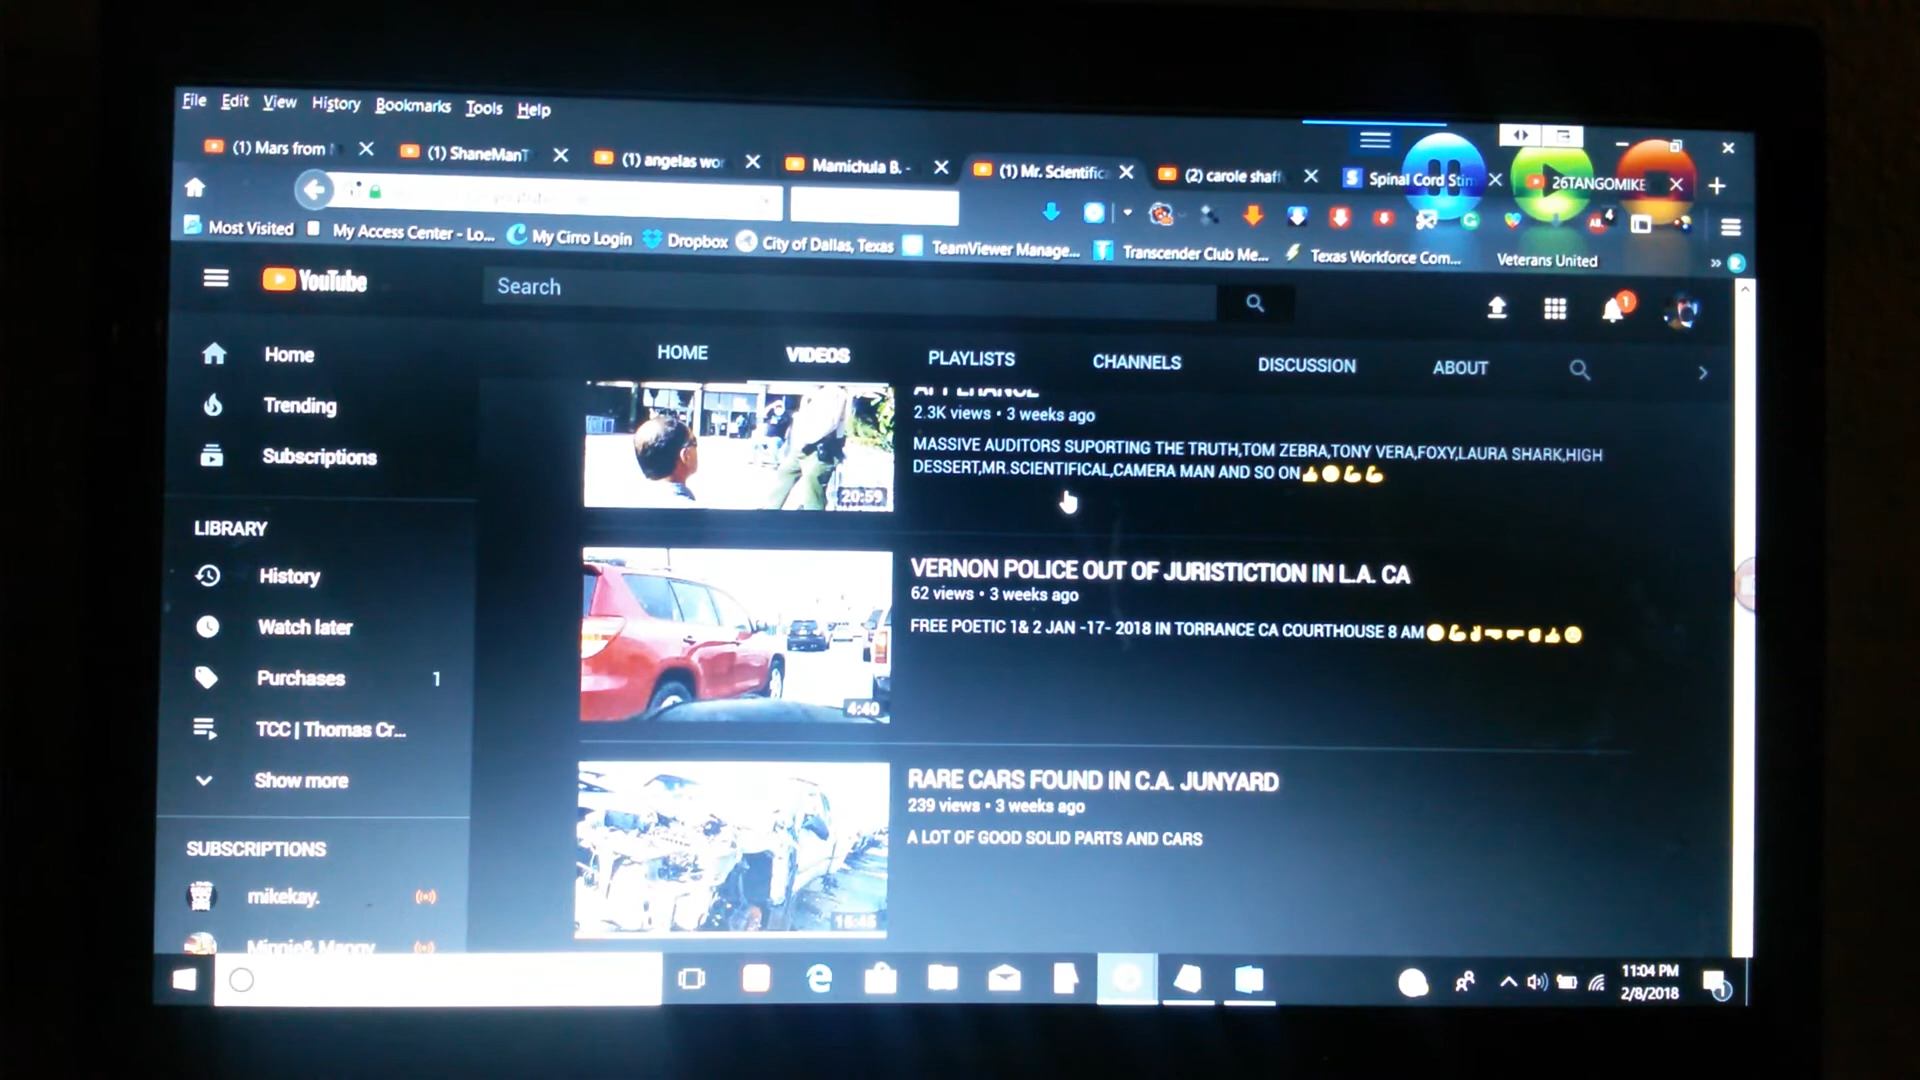 File Edit View History Bookmarks Tools Help
(1) Mars from (1) ShaneManT (1) angelas wo Mamichula B. - (1) Mr. Scientific (2) carole shaff Spinal Cord Stin 26TANGOMIKE
Most Visited My Access Center - Lo... My Cirro Login Dropbox City of Dallas, Texas TeamViewer Manage... Transcender Club Me... Texas Workforce Com... Veterans United »
YouTube
Search
1
Home
Trending
Subscriptions
LIBRARY
History
Watch later
Purchases 1
TCC | Thomas Cr...
Show more
SUBSCRIPTIONS
mikekay.
Minnie& Manny
HOME VIDEOS PLAYLISTS CHANNELS DISCUSSION ABOUT
2.3K views • 3 weeks ago
MASSIVE AUDITORS SUPORTING THE TRUTH,TOM ZEBRA,TONY VERA,FOXY,LAURA SHARK,HIGH
DESSERT,MR.SCIENTIFICAL,CAMERA MAN AND SO ON
20:59
VERNON POLICE OUT OF JURISTICTION IN L.A. CA
62 views • 3 weeks ago
FREE POETIC 1& 2 JAN -17- 2018 IN TORRANCE CA COURTHOUSE 8 AM
4:40
RARE CARS FOUND IN C.A. JUNYARD
239 views • 3 weeks ago
A LOT OF GOOD SOLID PARTS AND CARS
11:04 PM
2/8/2018